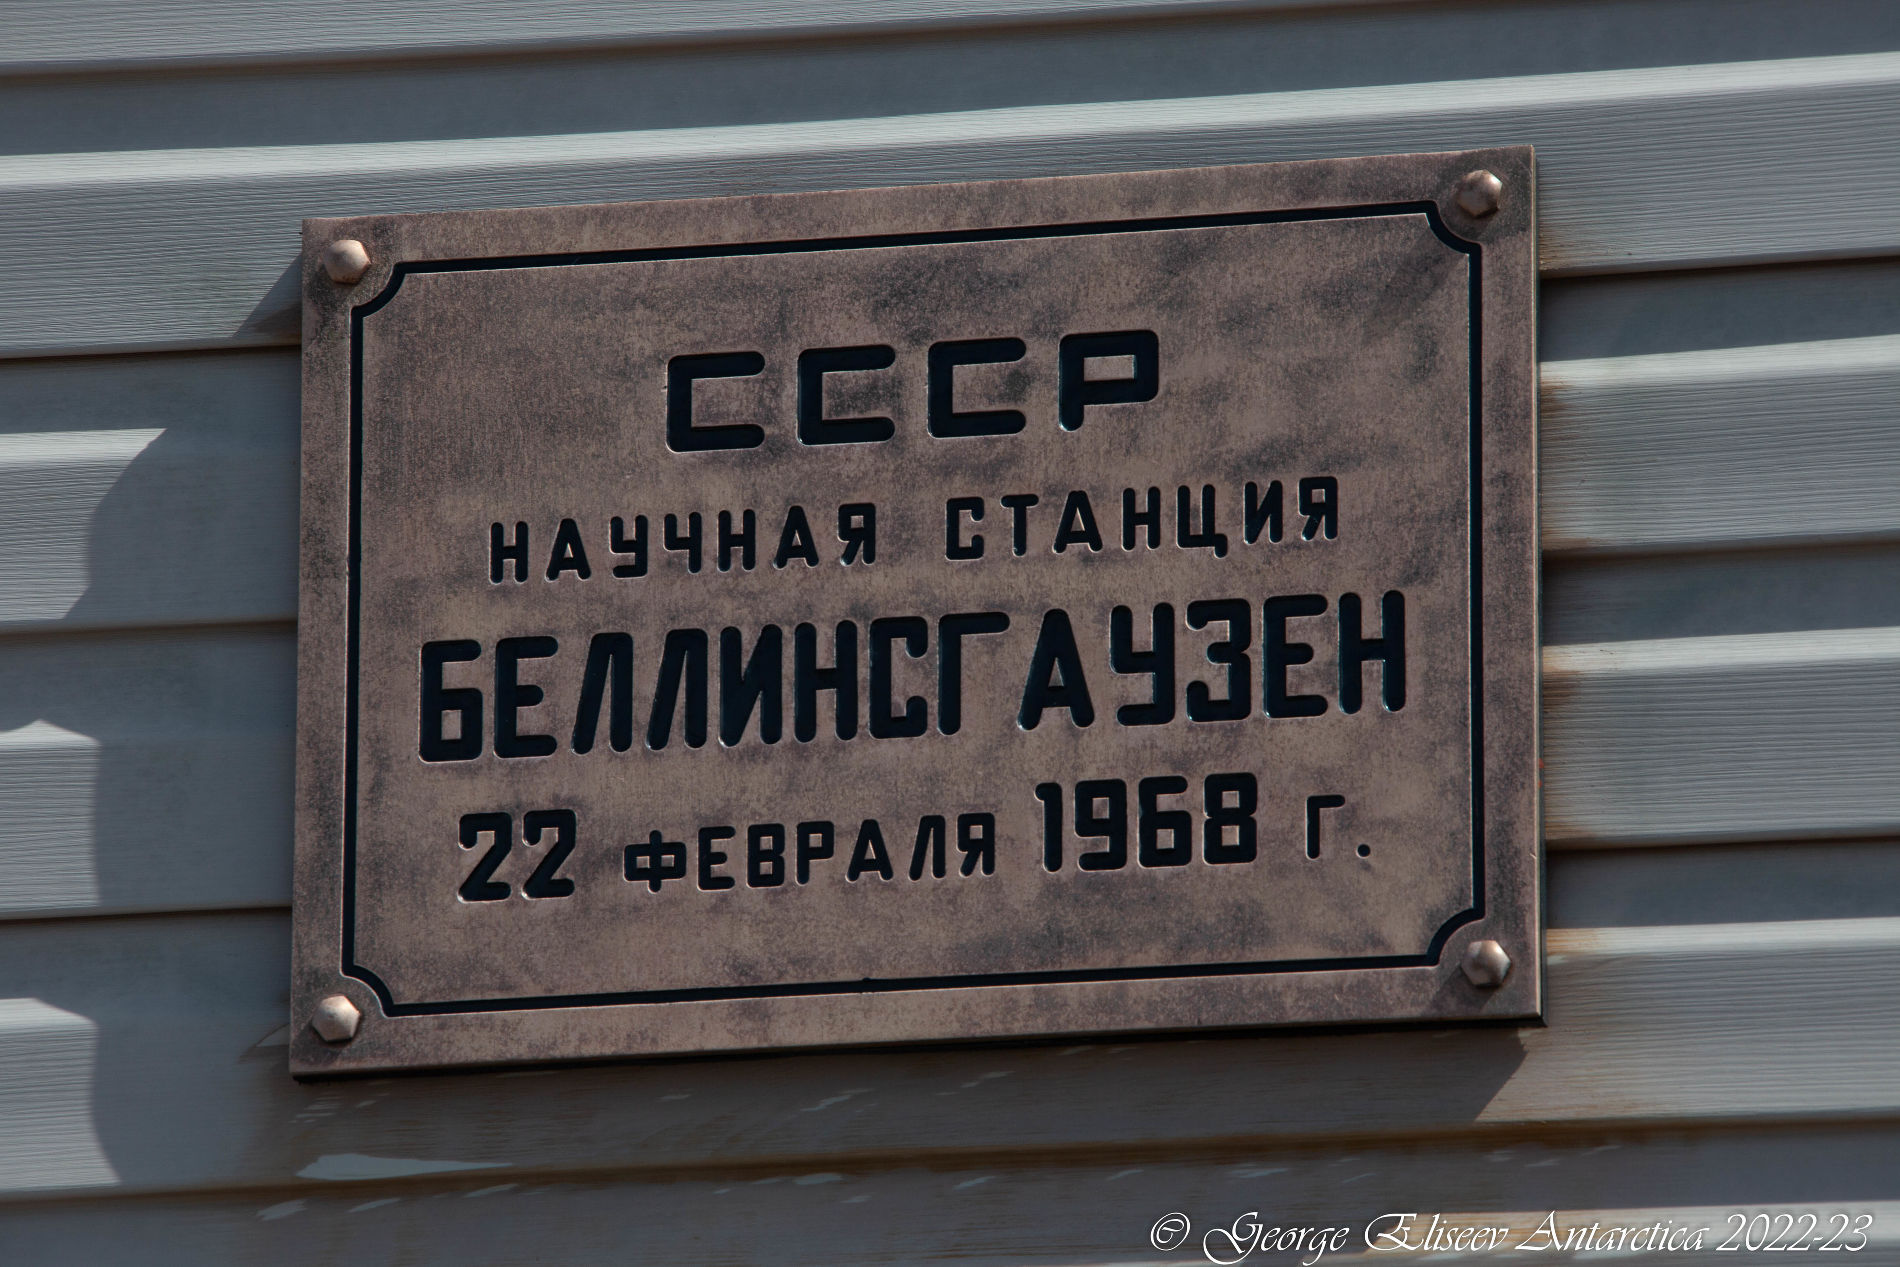 СССР
НАУЧНАЯ СТАНЦИЯ
БЕЛЛИНСГАУЗЕН
22 ФЕВРАЛЯ 1968 Г.
© George Eliseev Antarctica 2022-23